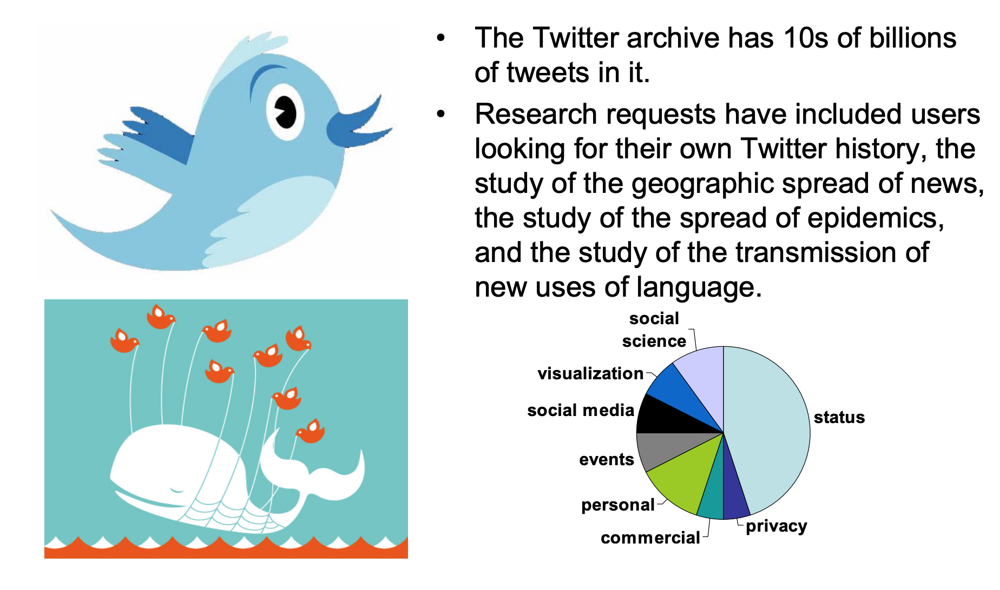 • The Twitter archive has 10s of billions
of tweets in it.
• Research requests have included users
looking for their own Twitter history, the
study of the geographic spread of news,
the study of the spread of epidemics,
and the study of the transmission of
new uses of language.
social
science
visualization
social media
status
events
personal
privacy
commercial